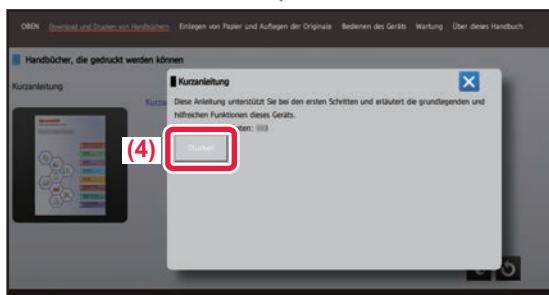 OBEN Download und Drucken von Handbüchern Einlegen von Papier und Auflegen der Originale Bedienen des Geräts Wartung Über dieses Handbuch
Handbücher, die gedruckt werden können
Kurzanleitung
Kurzanleitung
Diese Anleitung unterstützt Sie bei den ersten Schritten und erläutert die grundlegenden und
hilfreichen Funktionen dieses Geräts.
(4)
Drucken